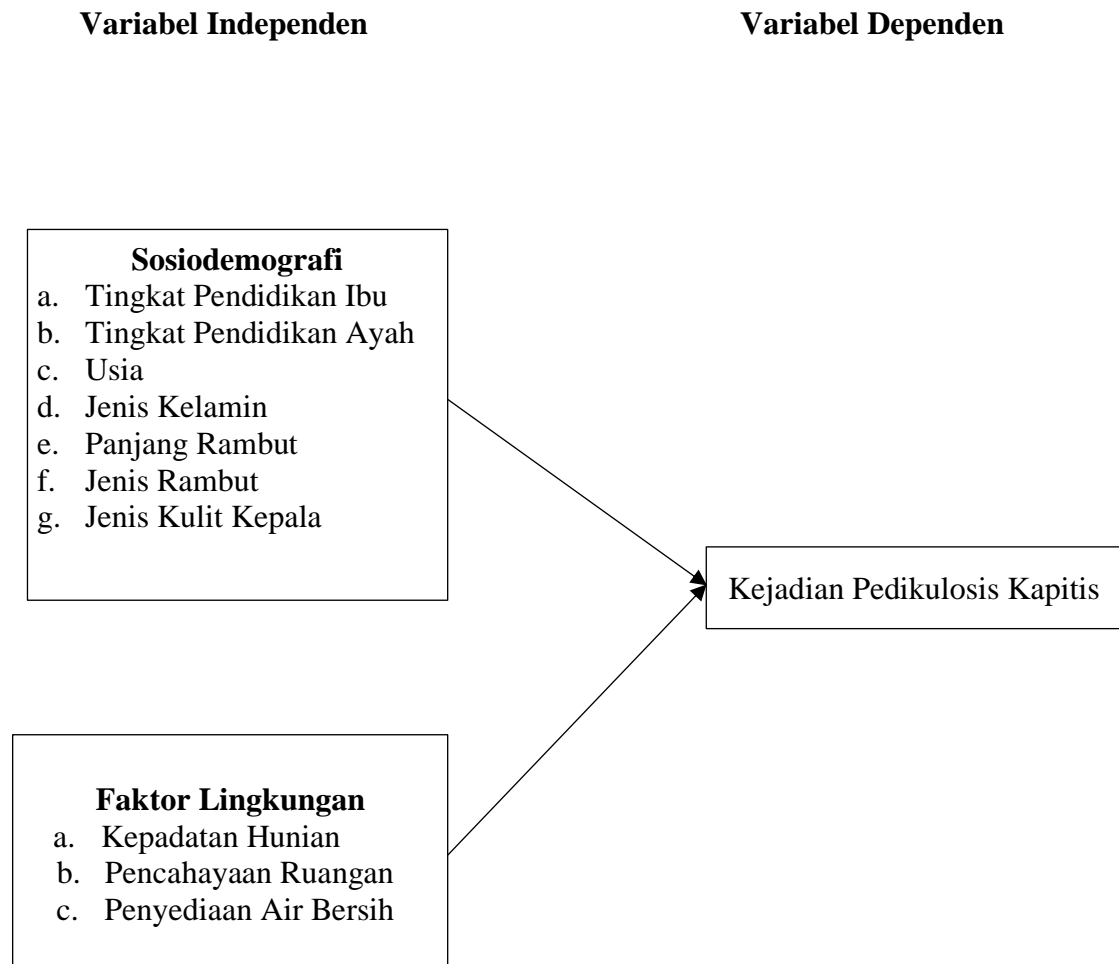 Variabel Independen
Variabel Dependen
Sosiodemografi
a. Tingkat Pendidikan Ibu
b. Tingkat Pendidikan Ayah
c. Usia
d. Jenis Kelamin
e. Panjang Rambut
f. Jenis Rambut
g. Jenis Kulit Kepala
Kejadian Pedikulosis Kapitis
Faktor Lingkungan
a. Kepadatan Hunian
b. Pencahayaan Ruangan
c. Penyediaan Air Bersih